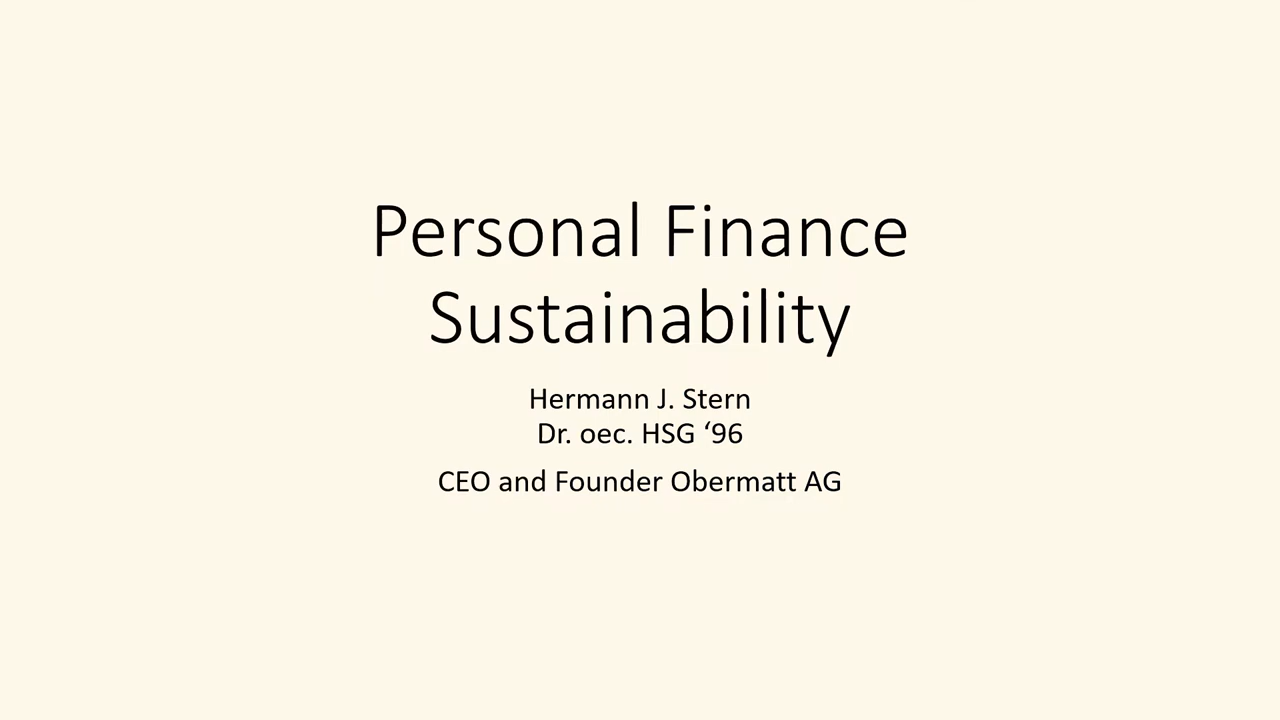 Personal Finance
Sustainability
Hermann J. Stern
Dr. oec. HSG ‘96
CEO and Founder Obermatt AG